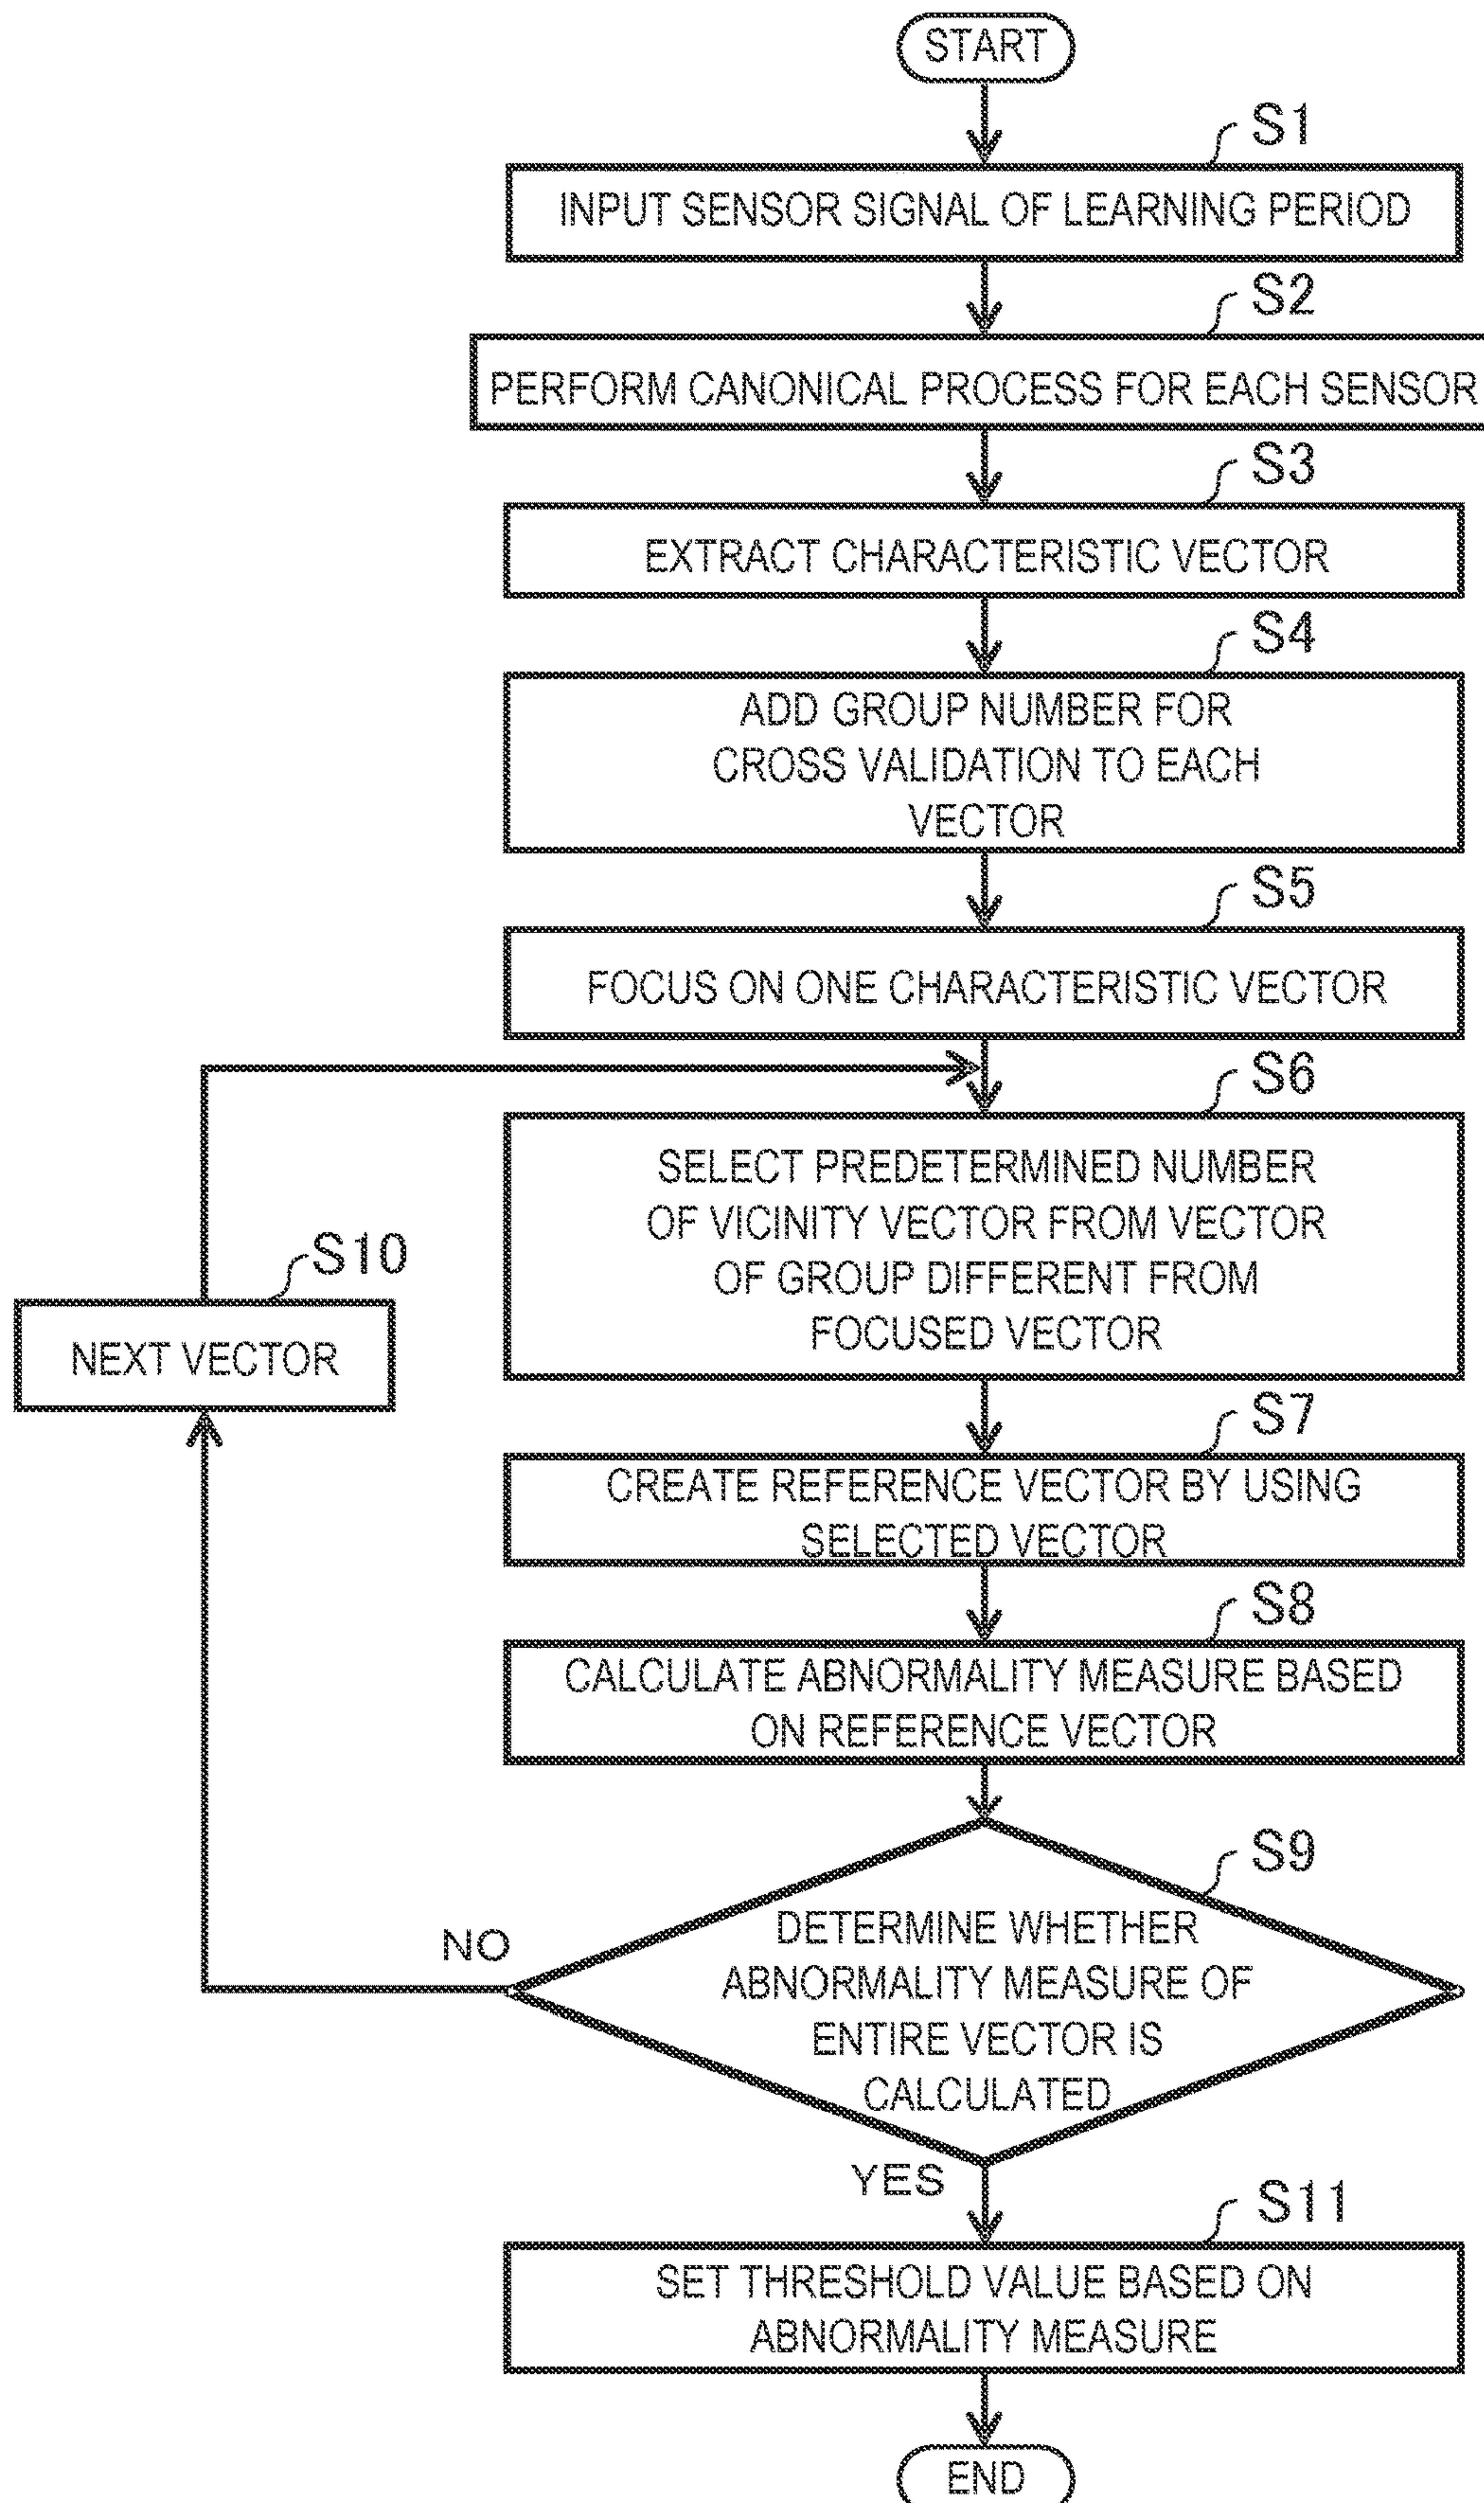 START
S1
INPUT SENSOR SIGNAL OF LEARNING PERIOD
S2
PERFORM CANONICAL PROCESS FOR EACH SENSOR
S3
EXTRACT CHARACTERISTIC VECTOR
S4
ADD GROUP NUMBER FOR
CROSS VALIDATION TO EACH
VECTOR
S5
FOCUS ON ONE CHARACTERISTIC VECTOR
S6
SELECT PREDETERMINED NUMBER
OF VICINITY VECTOR FROM VECTOR
OF GROUP DIFFERENT FROM
FOCUSED VECTOR
S10
NEXT VECTOR
S7
CREATE REFERENCE VECTOR BY USING
SELECTED VECTOR
S8
CALCULATE ABNORMALITY MEASURE BASED
ON REFERENCE VECTOR
S9
DETERMINE WHETHER
ABNORMALITY MEASURE OF
ENTIRE VECTOR IS
CALCULATED
NO
YES
S11
SET THRESHOLD VALUE BASED ON
ABNORMALITY MEASURE
END